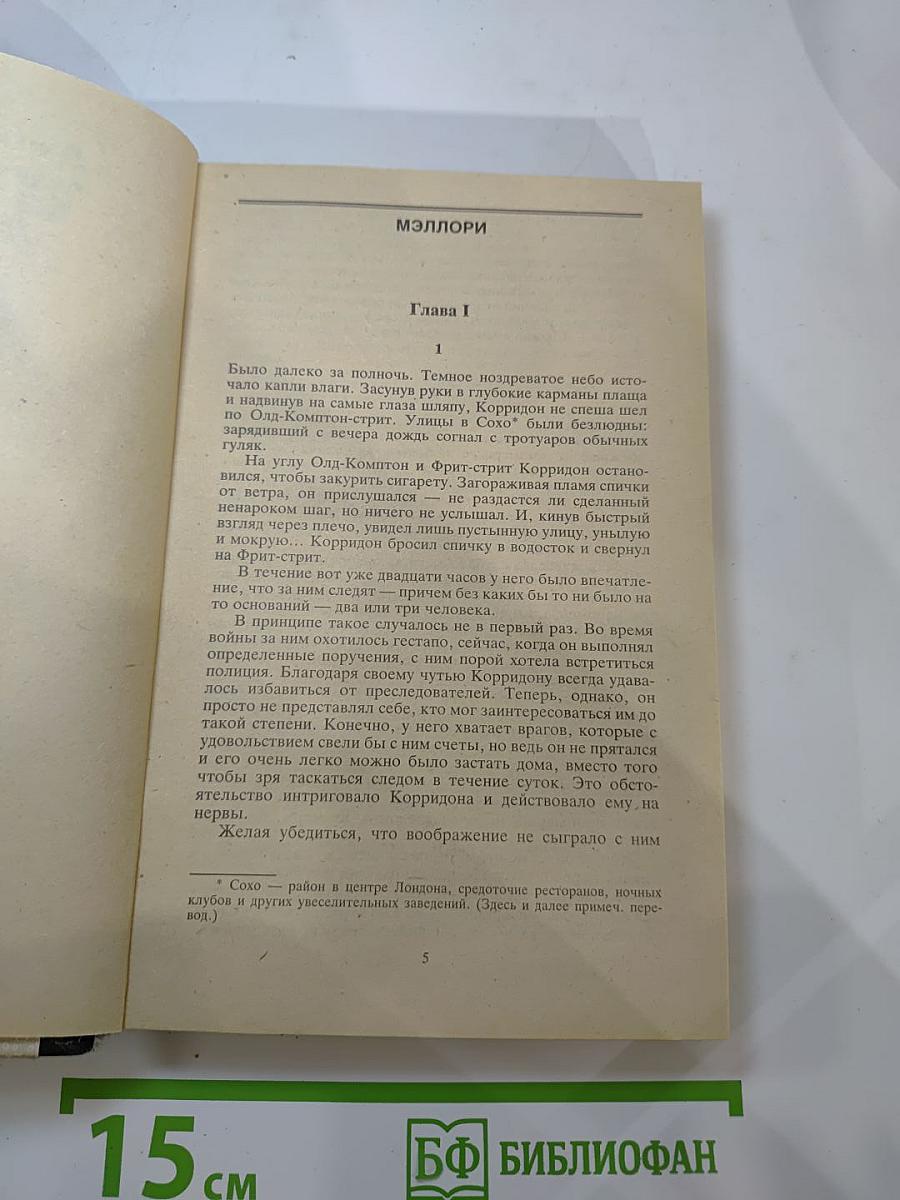 МЭЛЛОРИ
Глава I
1
Было далеко за полночь. Темное ноздреватое небо исто-
чало капли влаги. Засунув руки в глубокие карманы плаща
и надвинув на самые глаза шляпу, Корридон не спеша шел
по Олд-Комптон-стрит. Улицы в Сохо* были безлюдны:
зарядивший с вечера дождь согнал с тротуаров обычных
гуляк.
На углу Олд-Комптон и Фрит-стрит Корридон остано-
вился, чтобы закурить сигарету. Загораживая пламя спички
от ветра, он прислушался — не раздастся ли сделанный
ненароком шаг, но ничего не услышал. И, кинув быстрый
взгляд через плечо, увидел лишь пустынную улицу, унылую
и мокрую... Корридон бросил спичку в водосток и свернул
на Фрит-стрит.
В течение вот уже двадцати часов у него было впечатле-
ние, что за ним следят — причем без каких бы то ни было на
то оснований — два или три человека.
В принципе такое случалось не в первый раз. Во время
войны за ним охотилось гестапо, сейчас, когда он выполнял
определенные поручения, с ним порой хотела встретиться
полиция. Благодаря своему чутью Корридону всегда удава-
лось избавиться от преследователей. Теперь, однако, он
просто не представлял себе, кто мог заинтересоваться им до
такой степени. Конечно, у него хватает врагов, которые с
удовольствием свели бы с ним счеты, но ведь он не прятался
и его очень легко можно было застать дома, вместо того
чтобы зря таскаться следом в течение суток. Это обсто-
ятельство интриговало Корридона и действовало ему на
нервы.
Желая убедиться, что воображение не сыграло с ним
* Сохо — район в центре Лондона, средоточие ресторанов, ночных
клубов и других увеселительных заведений. (Здесь и далее примеч. пере-
вод.)
5
15 см
БФ БИБЛИОФАН